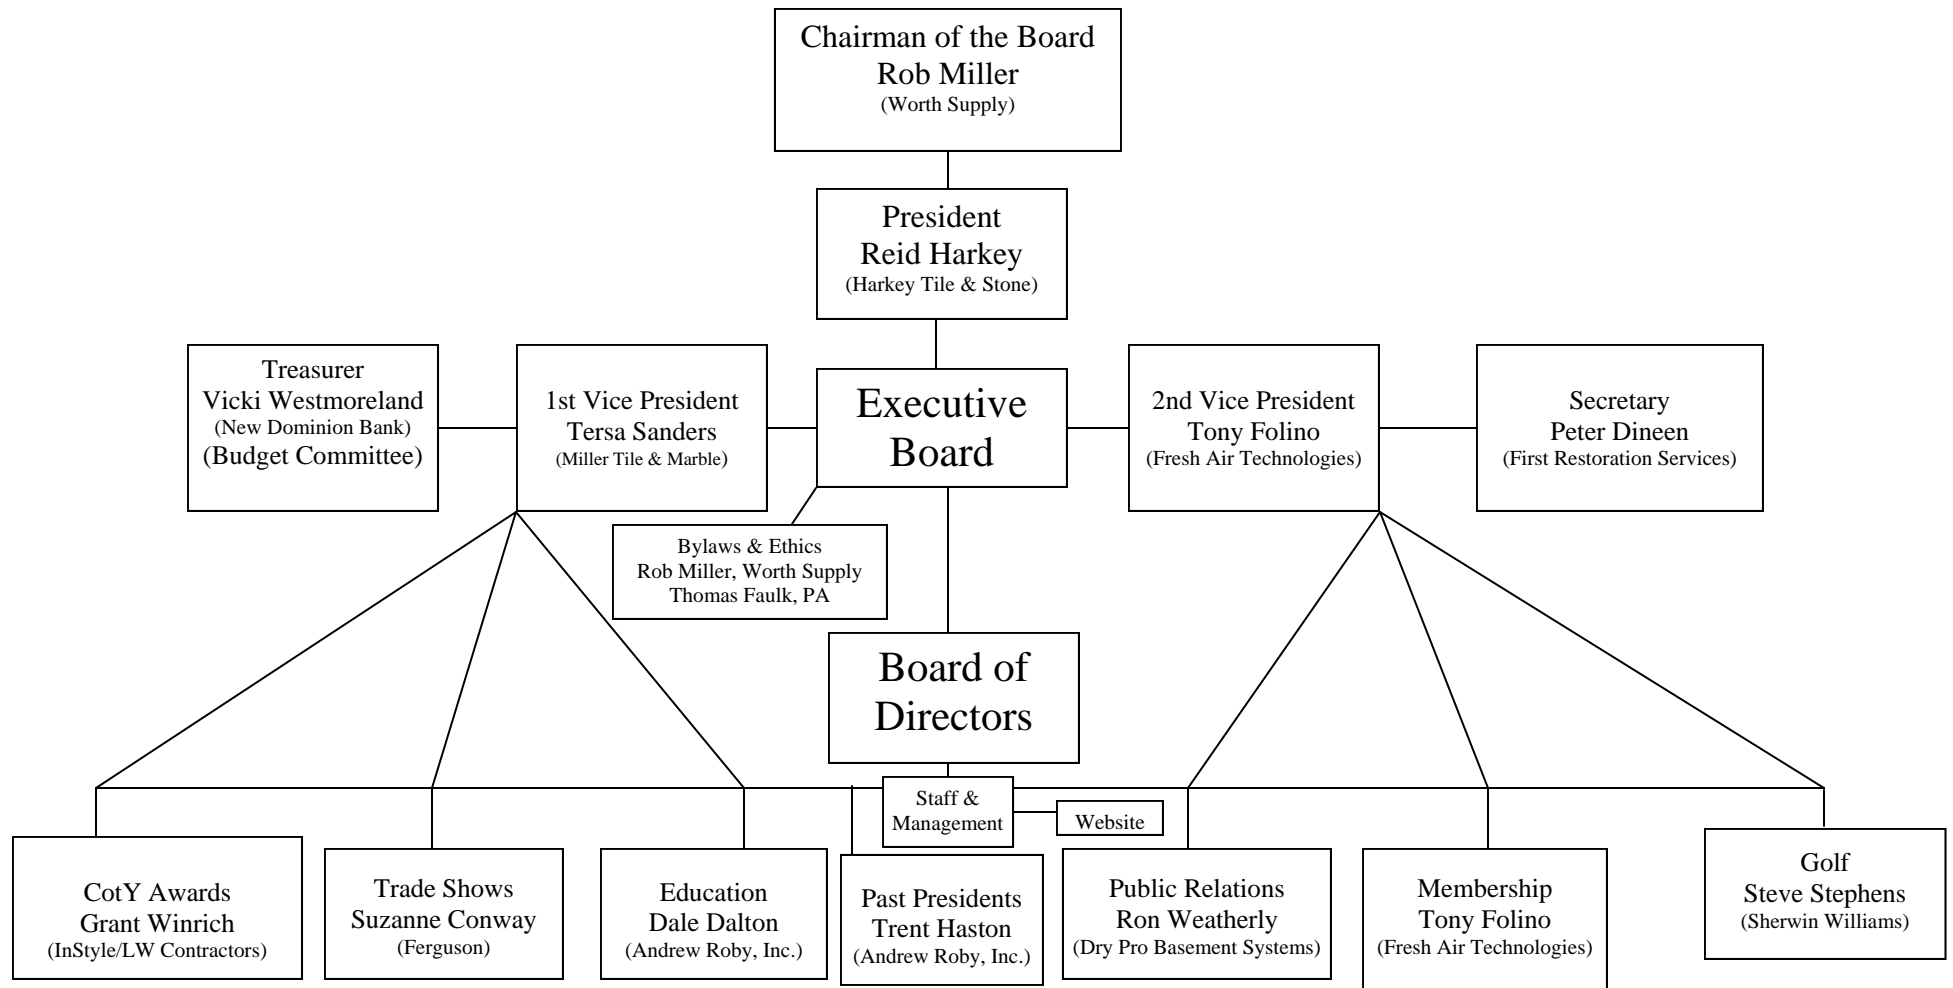 Chairman of the Board
Rob Miller
(Worth Supply)
President
Reid Harkey
(Harkey Tile & Stone)
Treasurer
Vicki Westmoreland
(New Dominion Bank)
(Budget Committee)
1st Vice President
Tersa Sanders
(Miller Tile & Marble)
Executive
Board
2nd Vice President
Tony Folino
(Fresh Air Technologies)
Secretary
Peter Dineen
(First Restoration Services)
Bylaws & Ethics
Rob Miller, Worth Supply
Thomas Faulk, PA
Board of
Directors
Staff &
Management
Website
CotY Awards
Grant Winrich
(InStyle/LW Contractors)
Trade Shows
Suzanne Conway
(Ferguson)
Education
Dale Dalton
(Andrew Roby, Inc.)
Past Presidents
Trent Haston
(Andrew Roby, Inc.)
Public Relations
Ron Weatherly
(Dry Pro Basement Systems)
Membership
Tony Folino
(Fresh Air Technologies)
Golf
Steve Stephens
(Sherwin Williams)